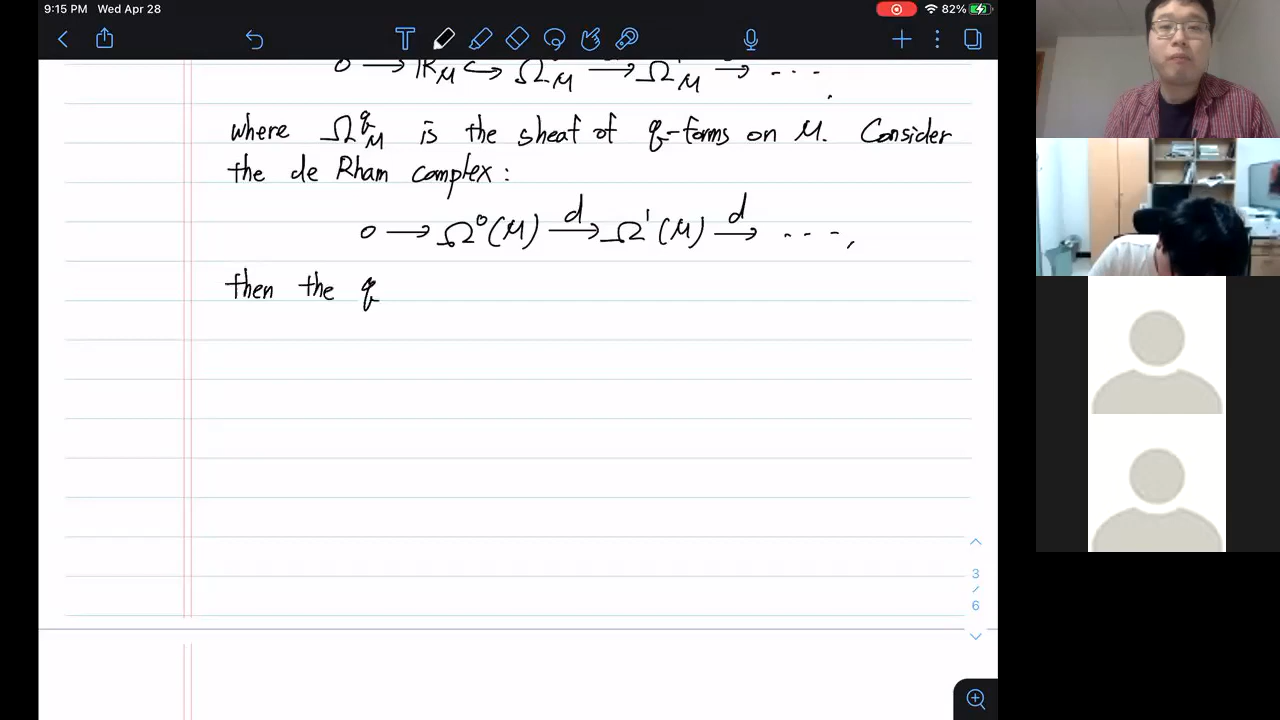 9:15 PM Wed Apr 28
82%
0 → ℝ_M ↪ Ω⁰_M → Ω¹_M → ....
where Ω^q_M is the sheaf of q-forms on M. Consider
the de Rham complex:
0 → Ω⁰(M) →^d Ω¹(M) →^d ....,
then the q
3
/
6